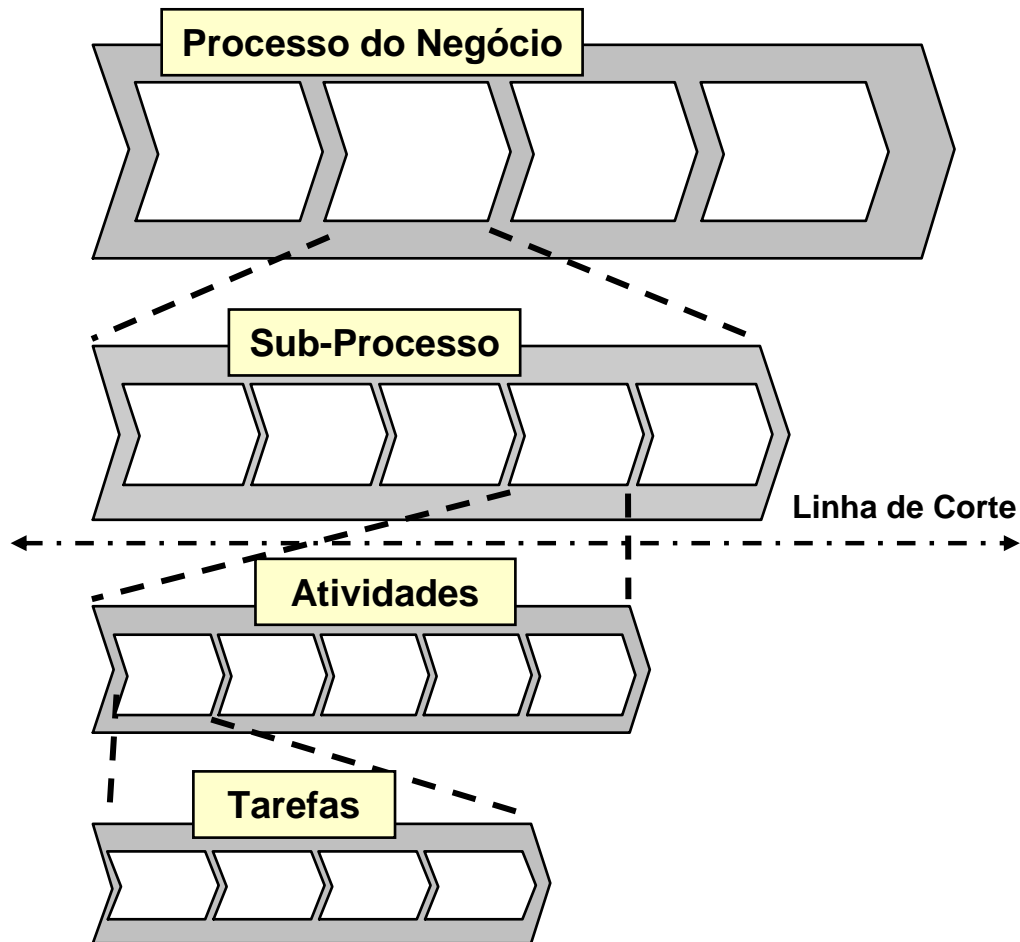 Processo do Negócio
Sub-Processo
Linha de Corte
Atividades
Tarefas